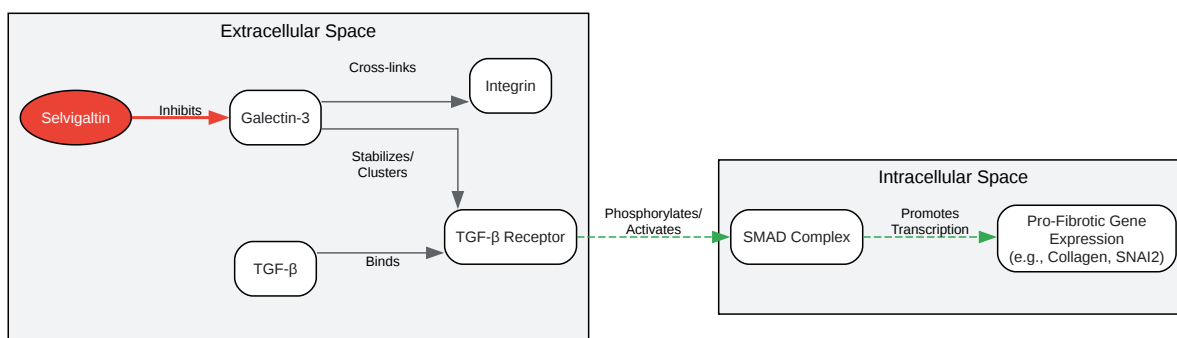 Extracellular Space
Cross-links
Integrin
Selvigaltin
Inhibits
Galectin-3
Stabilizes/
Clusters
TGF-β
Binds
TGF-β Receptor
Phosphorylates/
Activates
Intracellular Space
SMAD Complex
Promotes
Transcription
Pro-Fibrotic Gene
Expression
(e.g., Collagen, SNAI2)